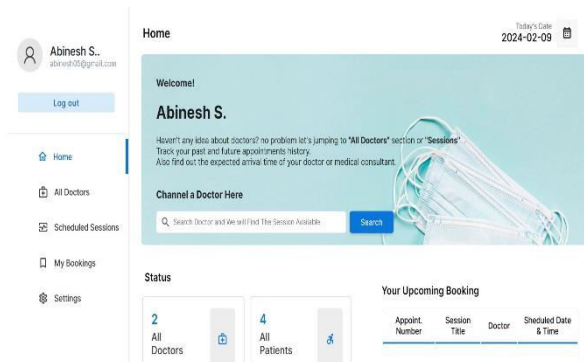 Abinesh S..
abinesh05@gmail.com
Log out
Home
All Doctors
Scheduled Sessions
My Bookings
Settings
Home
Today's Date
2024-02-09
Welcome!
Abinesh S.
Haven't any idea about doctors? no problem let's jumping to "All Doctors" section or "Sessions"
Track your past and future appointments history.
Also find out the expected arrival time of your doctor or medical consultant.
Channel a Doctor Here
Search Doctor and We will Find The Session Available
Search
Status
2
All
Doctors
4
All
Patients
Your Upcoming Booking
Appoint.
Number
Session
Title
Doctor
Sheduled Date
& Time